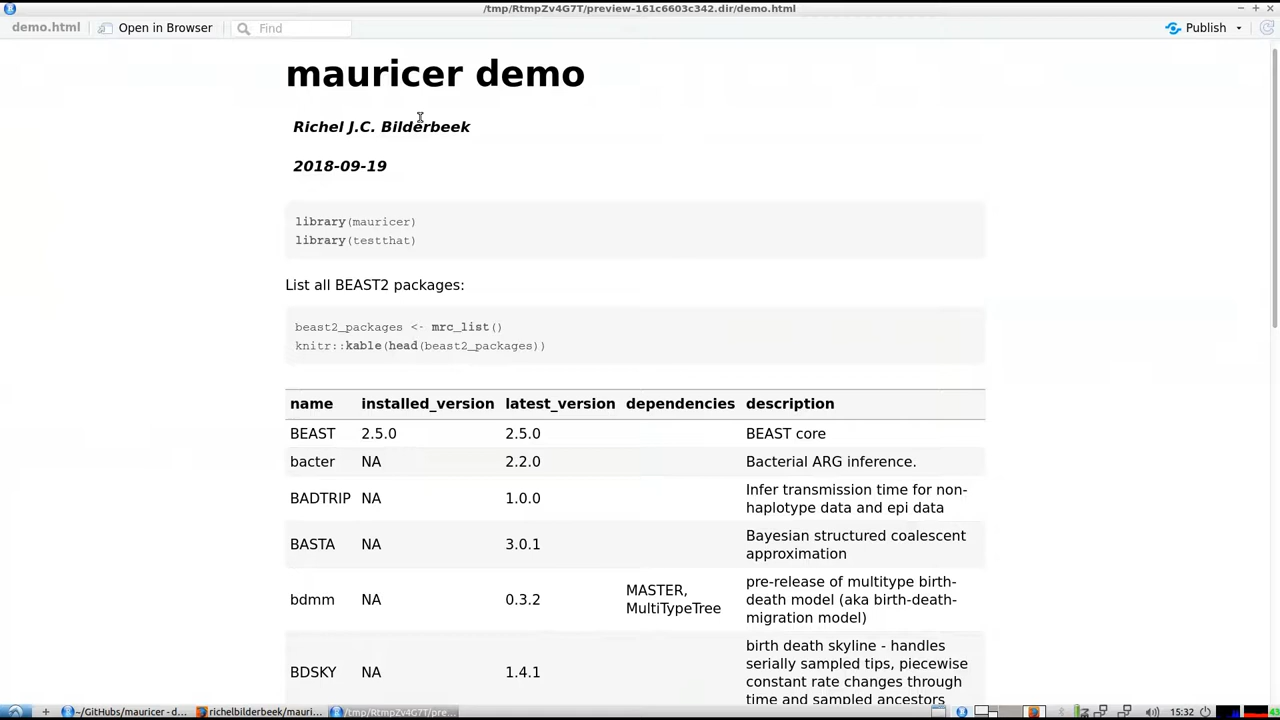 /tmp/RtmpZv4G7T/preview-161c6603c342.dir/demo.html
demo.html
Open in Browser
Find
Publish
mauricer demo
Richel J.C. Bilderbeek
2018-09-19
library(mauricer)
library(testthat)
List all BEAST2 packages:
beast2_packages <- mrc_list()
knitr::kable(head(beast2_packages))
name installed_version latest_version dependencies description
BEAST 2.5.0 2.5.0 BEAST core
bacter NA 2.2.0 Bacterial ARG inference.
BADTRIP NA 1.0.0 Infer transmission time for non-
haplotype data and epi data
BASTA NA 3.0.1 Bayesian structured coalescent
approximation
bdmm NA 0.3.2 MASTER,
MultiTypeTree
pre-release of multitype birth-
death model (aka birth-death-
migration model)
BDSKY NA 1.4.1 birth death skyline - handles
serially sampled tips, piecewise
constant rate changes through
time and sampled ancestors
~/GitHubs/mauricer - d...
richelbilderbeek/mauri...
/tmp/RtmpZv4G7T/pre...
15:32